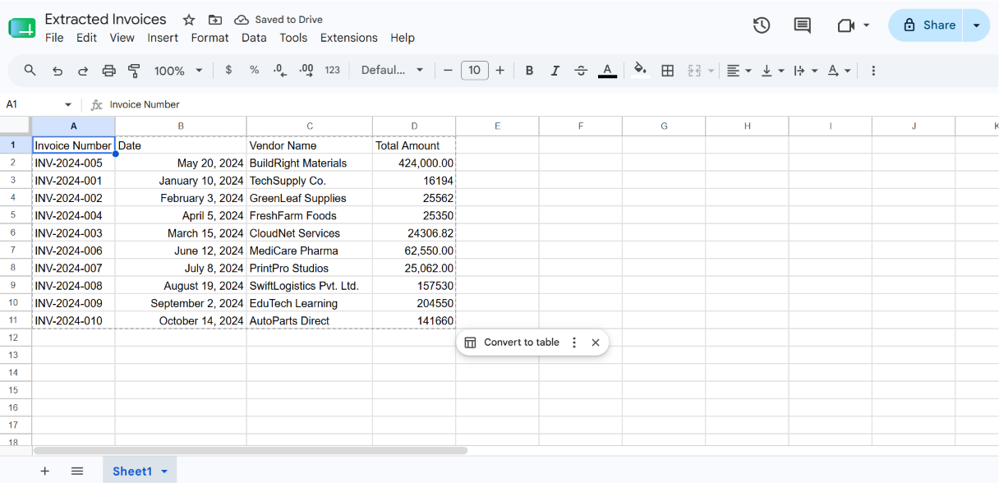 Extracted Invoices Saved to Drive
File Edit View Insert Format Data Tools Extensions Help
Share
100% $ % .0 .00 123 Defaul... − 10 + B I S A A
A1 fx Invoice Number
A B C D E F G H I J K
1 Invoice Number Date Vendor Name Total Amount
2 INV-2024-005 May 20, 2024 BuildRight Materials 424,000.00
3 INV-2024-001 January 10, 2024 TechSupply Co. 16194
4 INV-2024-002 February 3, 2024 GreenLeaf Supplies 25562
5 INV-2024-004 April 5, 2024 FreshFarm Foods 25350
6 INV-2024-003 March 15, 2024 CloudNet Services 24306.82
7 INV-2024-006 June 12, 2024 MediCare Pharma 62,550.00
8 INV-2024-007 July 8, 2024 PrintPro Studios 25,062.00
9 INV-2024-008 August 19, 2024 SwiftLogistics Pvt. Ltd. 157530
10 INV-2024-009 September 2, 2024 EduTech Learning 204550
11 INV-2024-010 October 14, 2024 AutoParts Direct 141660
12
Convert to table
13
14
15
16
17
18
+ Sheet1